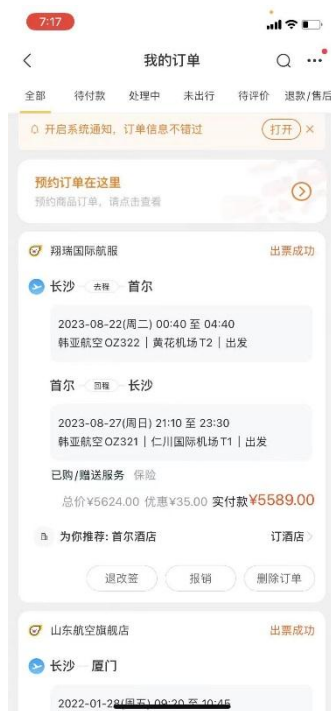 7:17
我的订单
全部 待付款 处理中 未出行 待评价 退款/售后
开启系统通知，订单信息不错过 打开
预约订单在这里
预约商品订单，请点击查看
翔瑞国际航服 出票成功
长沙 去程 首尔
2023-08-22(周二) 00:40 至 04:40
韩亚航空OZ322 | 黄花机场T2 | 出发
首尔 回程 长沙
2023-08-27(周日) 21:10 至 23:30
韩亚航空OZ321 | 仁川国际机场T1 | 出发
已购/赠送服务 保险
总价¥5624.00 优惠¥35.00 实付款¥5589.00
为你推荐: 首尔酒店 订酒店
退改签 报销 删除订单
山东航空旗舰店 出票成功
长沙 厦门
2022-01-28(周五) 09:20 至 10:45